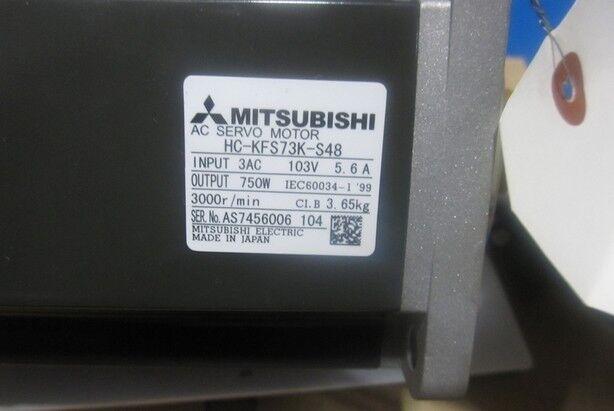 MITSUBISHI
AC SERVO MOTOR
HC-KFS73K-S48
INPUT 3AC 103V 5.6A
OUTPUT 750W IEC60034-1 '99
3000r/min CI.B 3.65kg
SER.No.AS7456006 104
MITSUBISHI ELECTRIC
MADE IN JAPAN